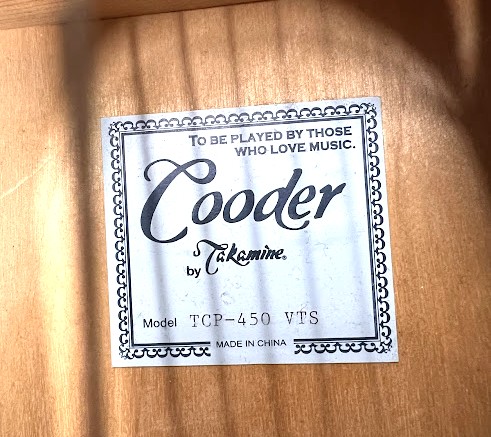 TO BE PLAYED BY THOSE
WHO LOVE MUSIC.
Cooder
by Takamine®
Model TCP-450 VTS
MADE IN CHINA